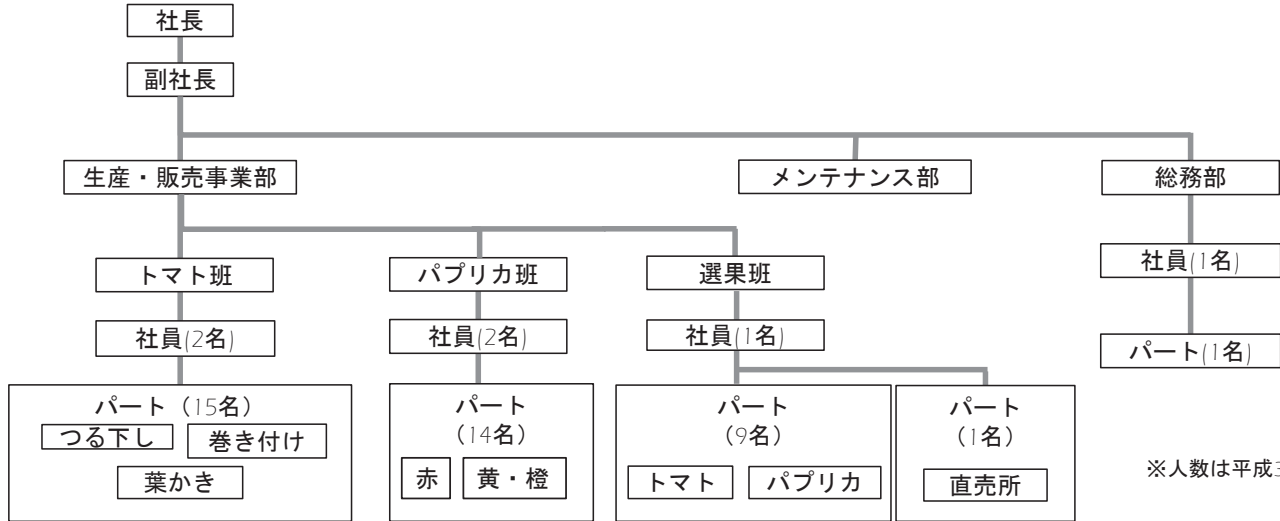 社長
副社長
生産・販売事業部
メンテナンス部
総務部
トマト班
パプリカ班
選果班
社員(1名)
社員(2名)
社員(2名)
社員(1名)
パート(1名)
パート（15名）
つる下し
巻き付け
葉かき
パート
（14名）
赤
黄・橙
パート
（9名）
トマト
パプリカ
パート
（1名）
直売所
※人数は平成3